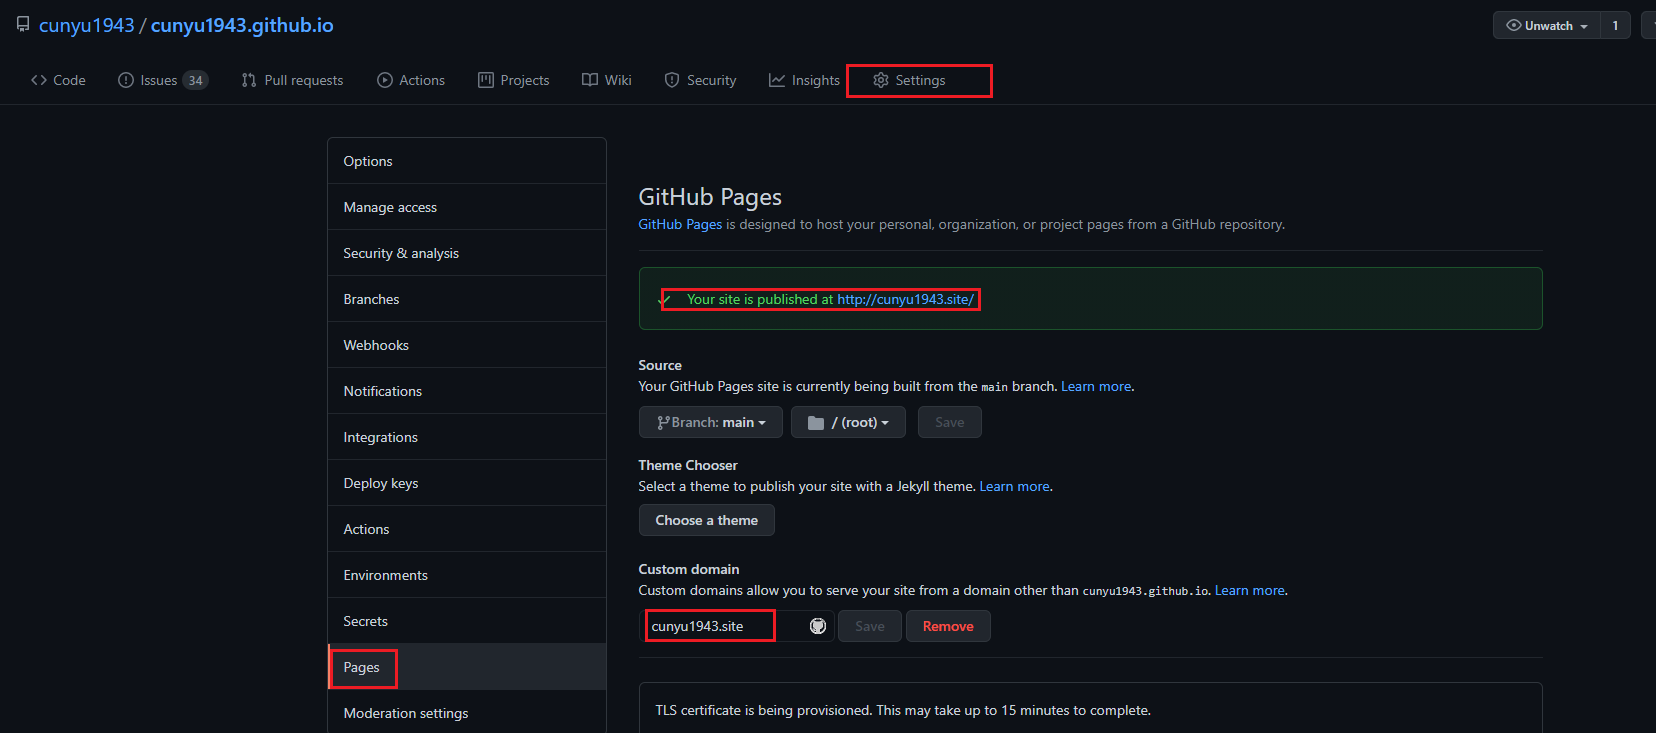 cunyu1943 / cunyu1943.github.io
Unwatch 1
Code Issues 34 Pull requests Actions Projects Wiki Security Insights Settings
Options
Manage access
Security & analysis
Branches
Webhooks
Notifications
Integrations
Deploy keys
Actions
Environments
Secrets
Pages
Moderation settings
GitHub Pages
GitHub Pages is designed to host your personal, organization, or project pages from a GitHub repository.
Your site is published at http://cunyu1943.site/
Source
Your GitHub Pages site is currently being built from the main branch. Learn more.
Branch: main / (root) Save
Theme Chooser
Select a theme to publish your site with a Jekyll theme. Learn more.
Choose a theme
Custom domain
Custom domains allow you to serve your site from a domain other than cunyu1943.github.io. Learn more.
cunyu1943.site Save Remove
TLS certificate is being provisioned. This may take up to 15 minutes to complete.